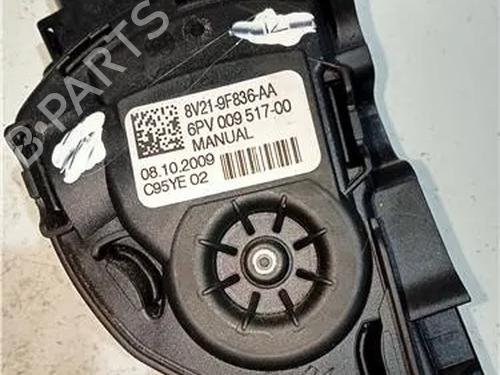 8V21-9F836-AA
6PV 009 517-00
MANUAL
08.10.2009
C95YE 02
B-PARTS